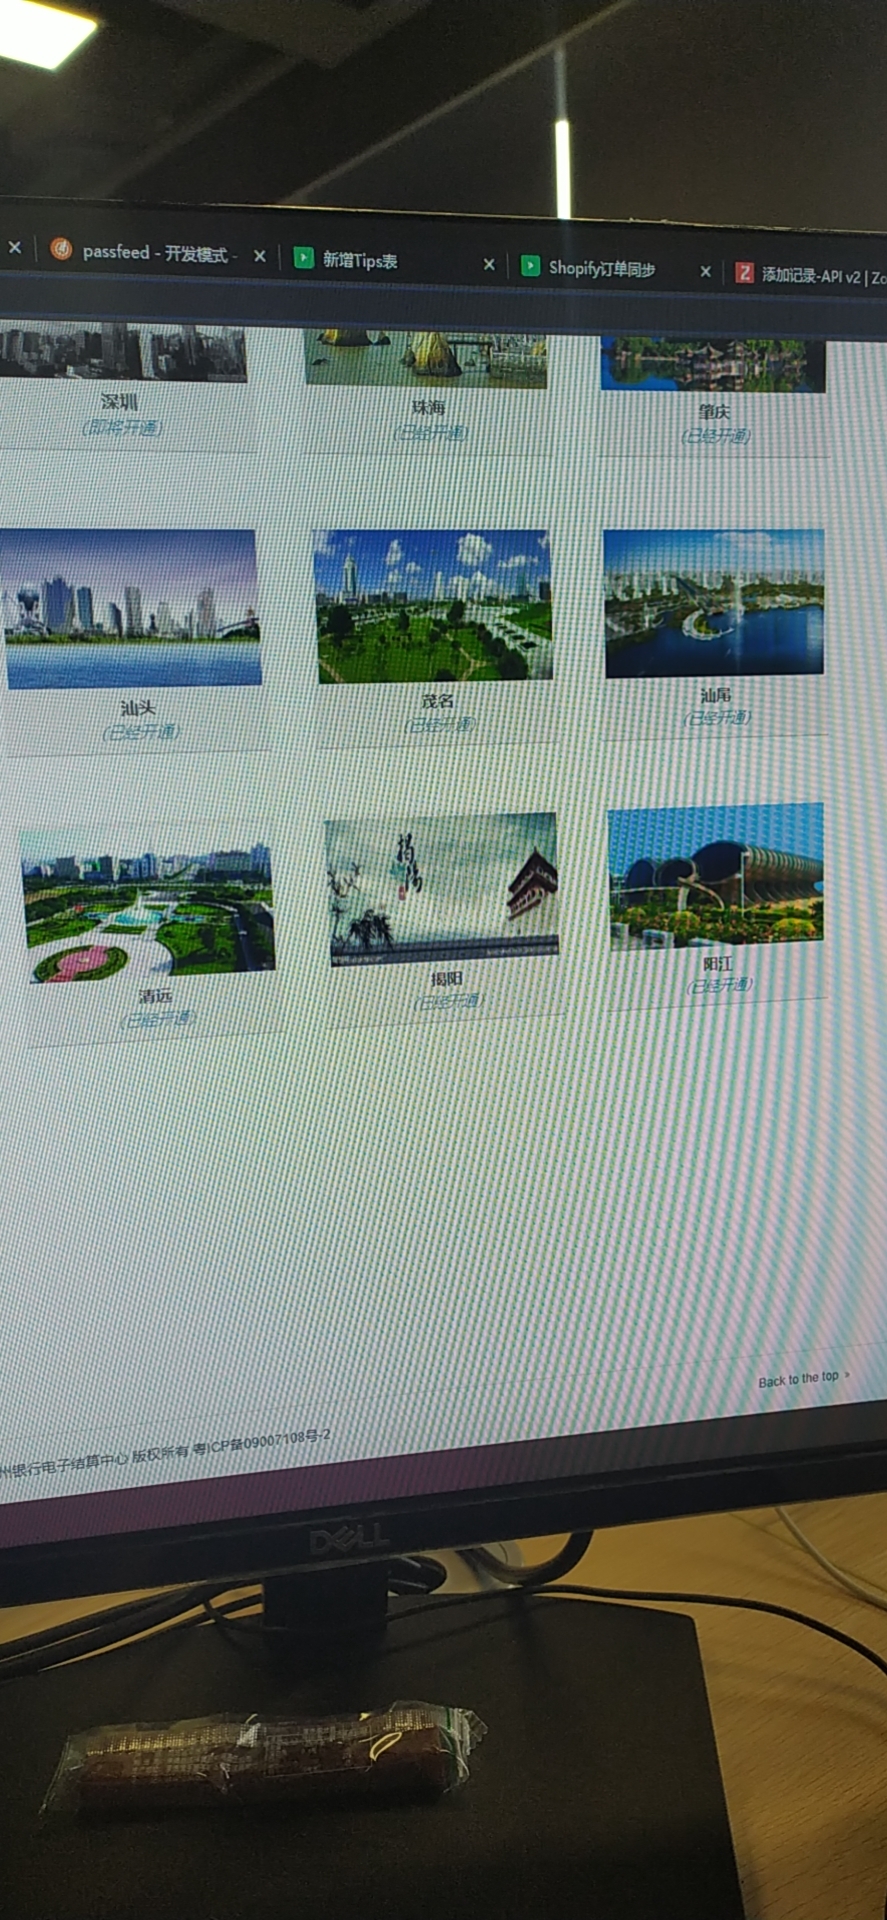 passfeed - 开发模式 -
新增Tips表
Shopify订单同步
Z 添加记录-API v2 | Zo
深圳
(即将开通)
珠海
(已经开通)
肇庆
(已经开通)
汕头
(已经开通)
茂名
(已经开通)
汕尾
(已经开通)
揭阳
清远
(已经开通)
揭阳
(已经开通)
阳江
(已经开通)
Back to the top »
州银行电子结算中心 版权所有 粤ICP备09007108号-2
DELL